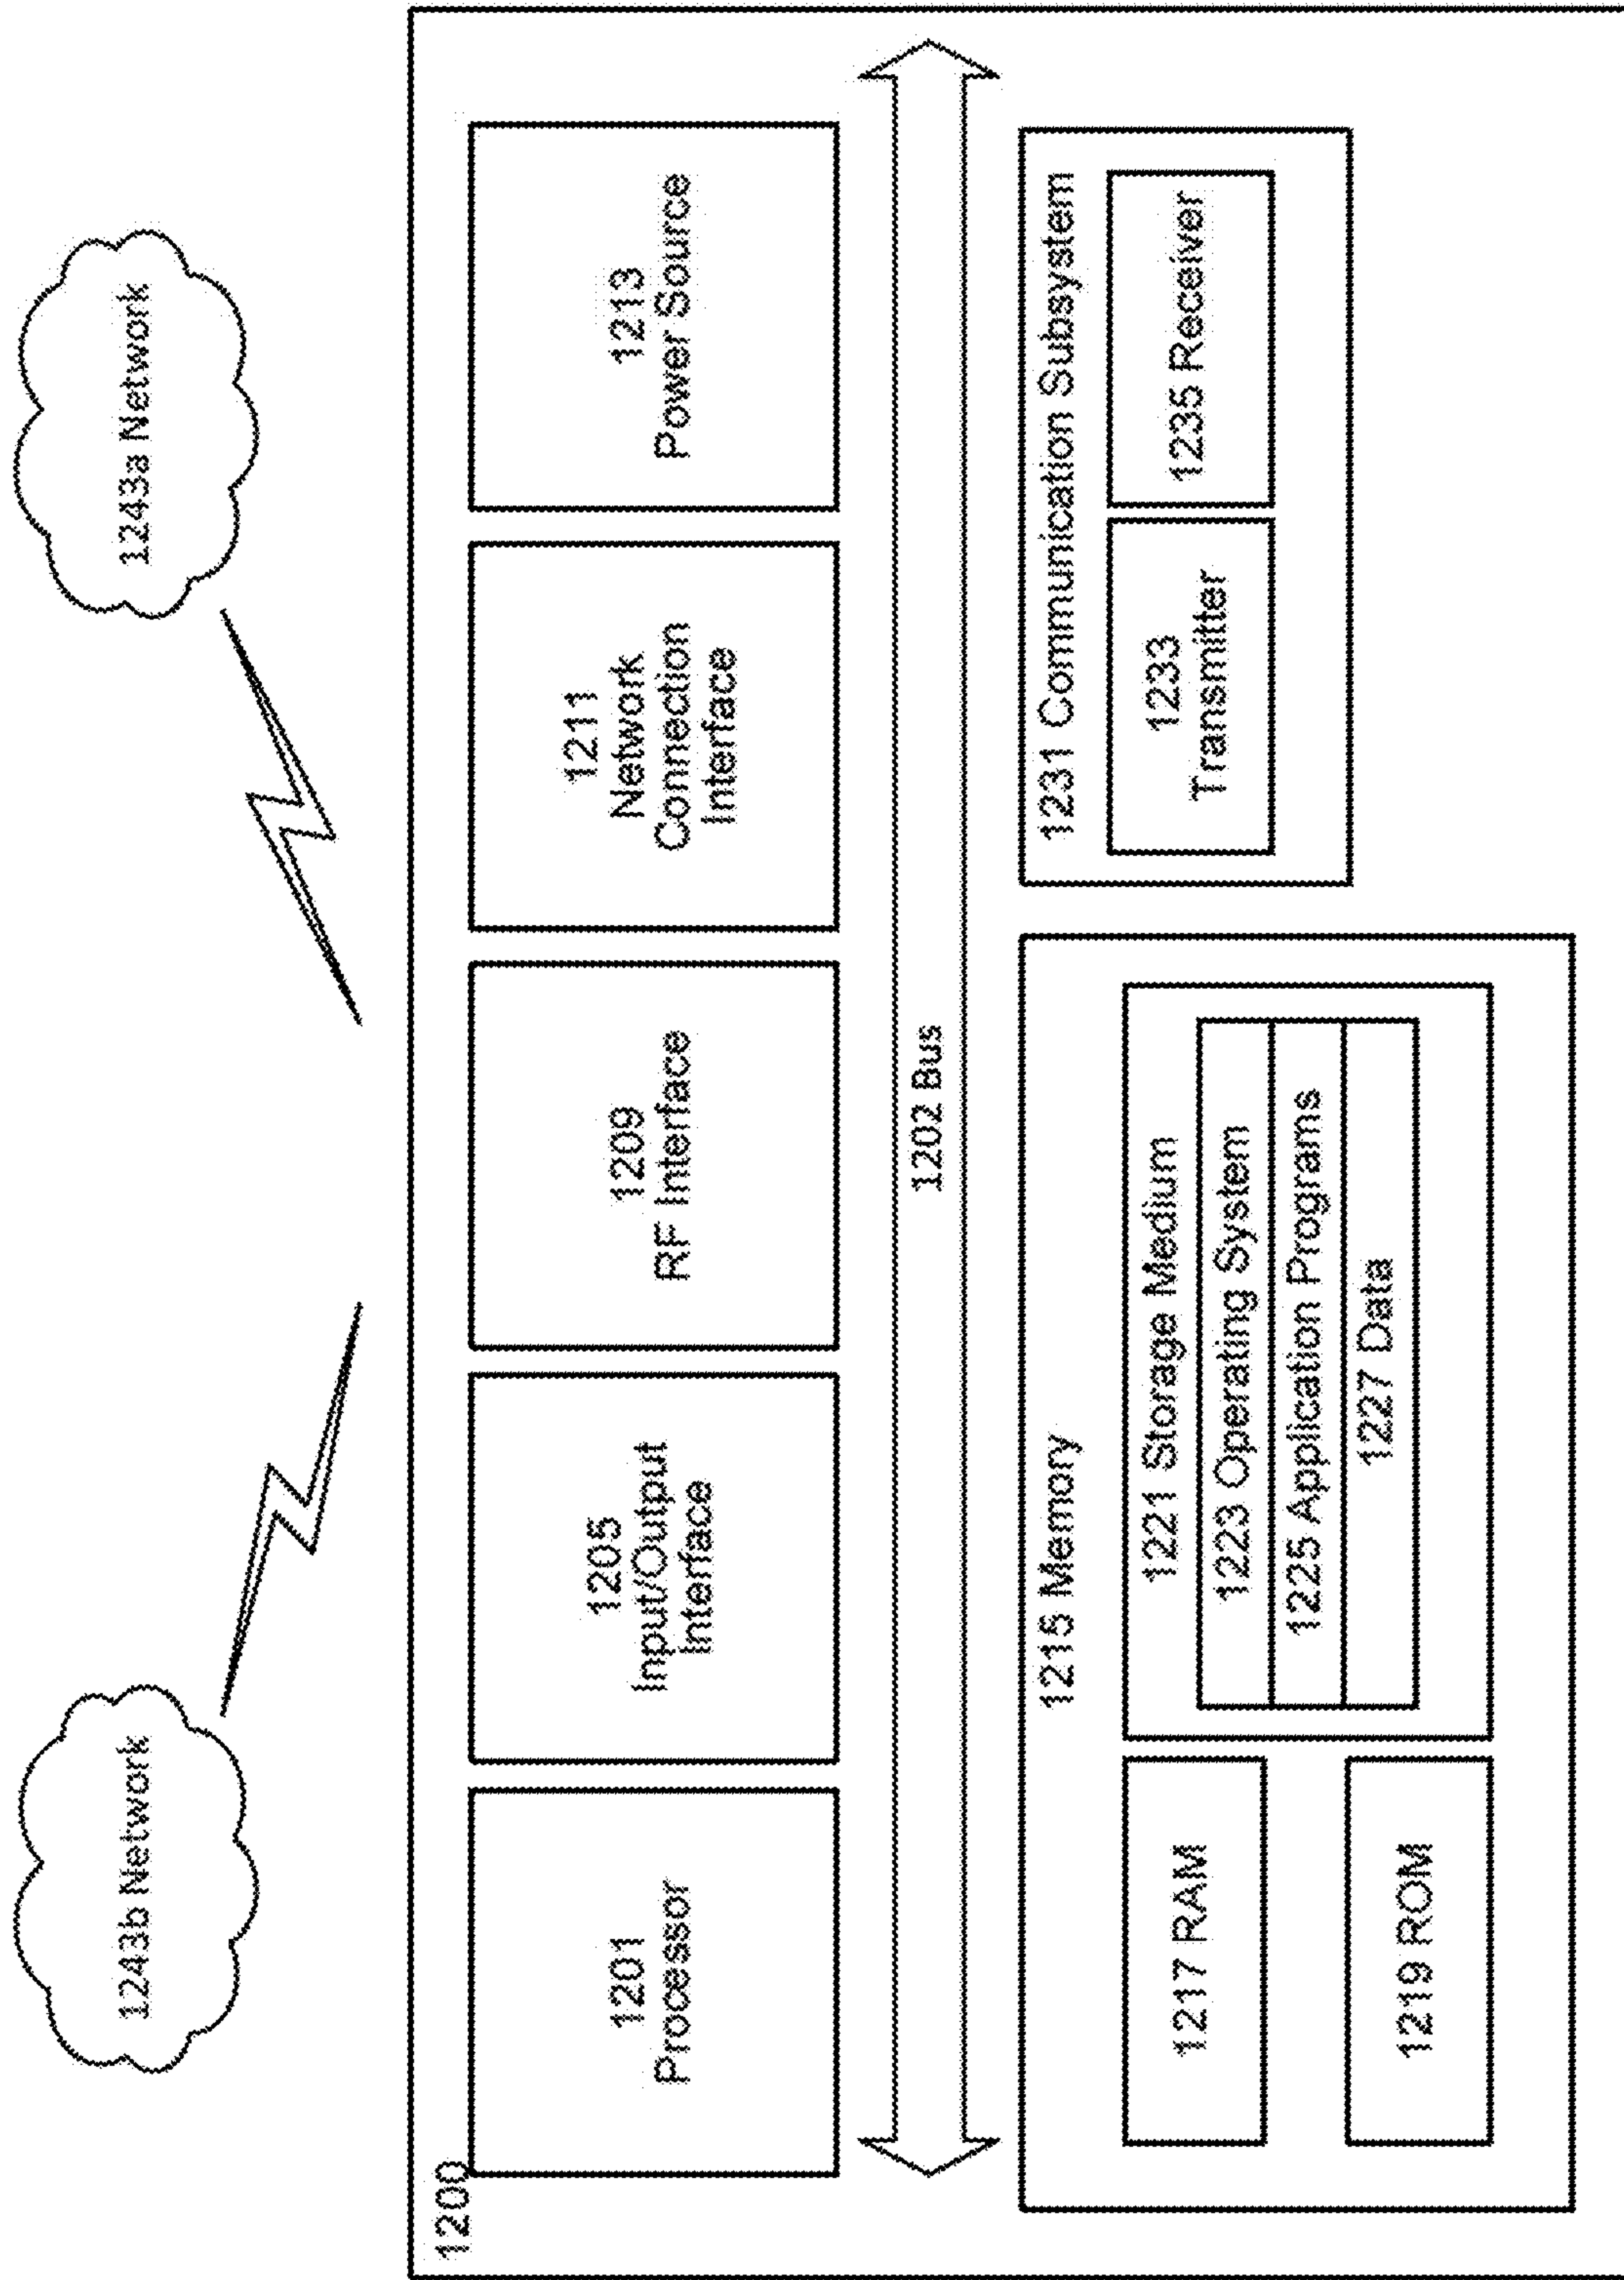 1243b Network
1243a Network
1200
1201
Processor
1205
Input/Output
Interface
1209
RF Interface
1211
Network
Connection
Interface
1213
Power Source
1202 Bus
1215 Memory
1217 RAM
1219 ROM
1221 Storage Medium
1223 Operating System
1225 Application Programs
1227 Data
1231 Communication Subsystem
1233
Transmitter
1235 Receiver